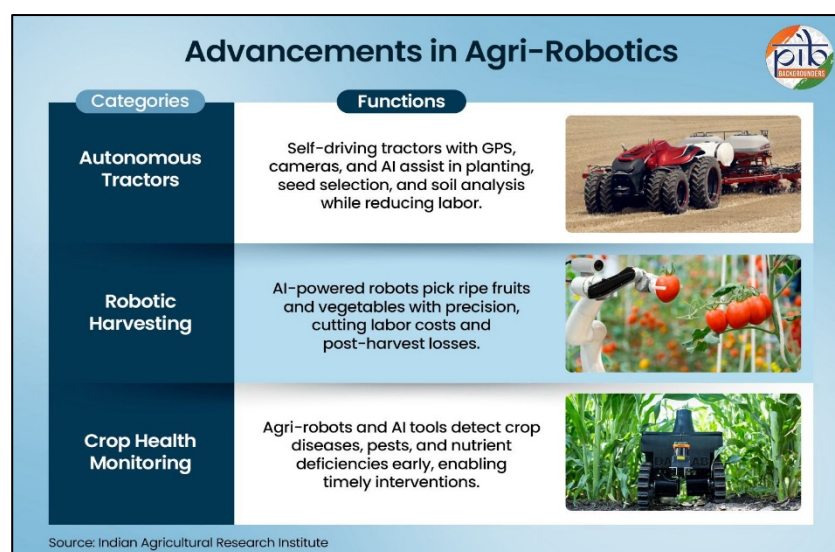 Advancements in Agri-Robotics
pib
BACKGROUNDERS
Categories
Functions
Autonomous
Tractors
Self-driving tractors with GPS,
cameras, and AI assist in planting,
seed selection, and soil analysis
while reducing labor.
Robotic
Harvesting
AI-powered robots pick ripe fruits
and vegetables with precision,
cutting labor costs and
post-harvest losses.
Crop Health
Monitoring
Agri-robots and AI tools detect crop
diseases, pests, and nutrient
deficiencies early, enabling
timely interventions.
Source: Indian Agricultural Research Institute